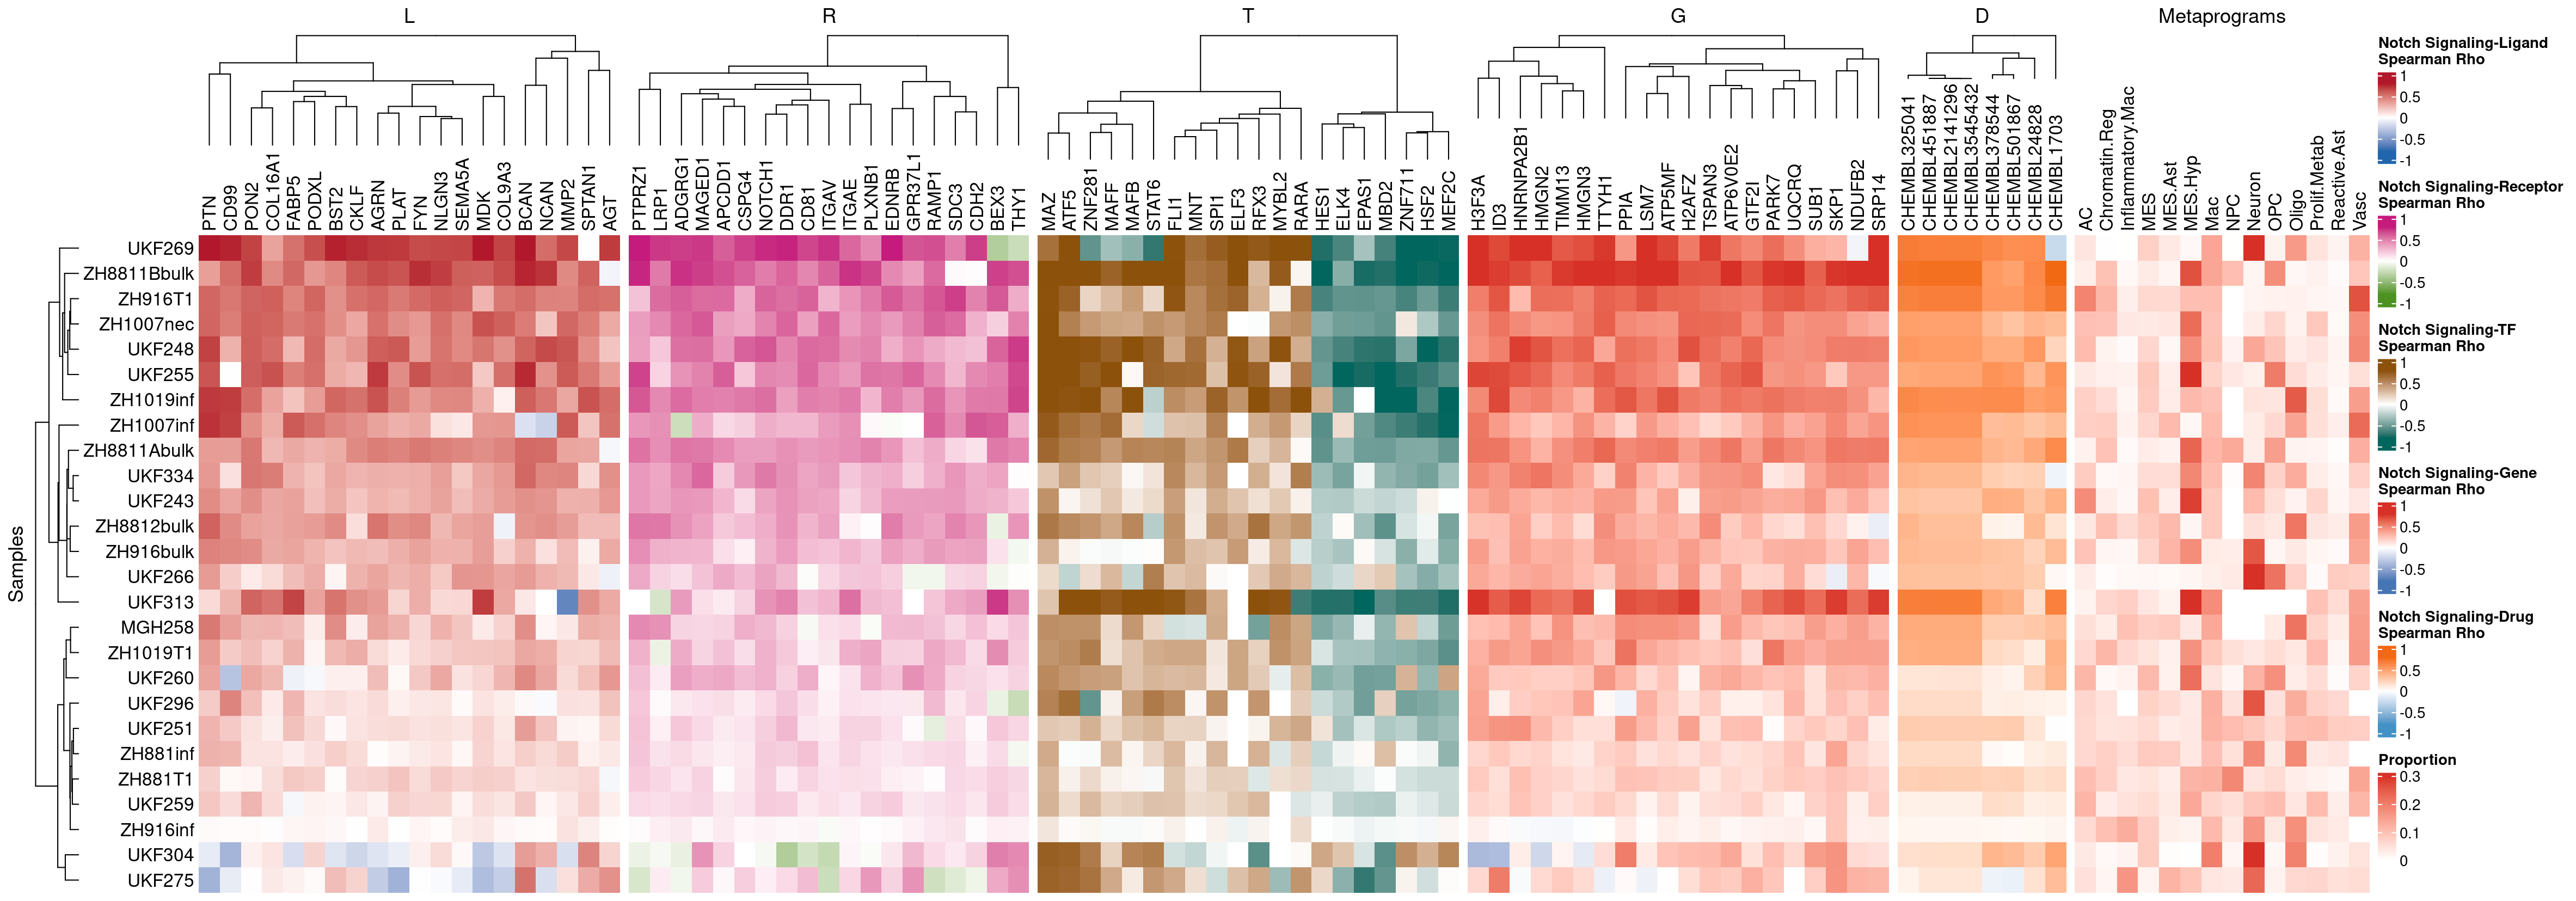 L R T G D Metaprograms
PTN CD99 PON2 COL16A1 FABP5 PODXL BST2 CKLF AGRN PLAT FYN NLGN3 SEMA5A MDK COL9A3 BCAN NCAN MMP2 SPTAN1 AGT
PTPRZ1 LRP1 ADGRG1 MAGED1 APCDD1 CSPG4 NOTCH1 DDR1 CD81 ITGAV ITGAE PLXNB1 EDNRB GPR37L1 RAMP1 SDC3 CDH2 BEX3 THY1
MAZ ATF5 ZNF281 MAFF MAFB STAT6 FLI1 MNT SPI1 ELF3 RFX3 MYBL2 RARA HES1 ELK4 EPAS1 MBD2 ZNF711 HSF2 MEF2C
H3F3A ID3 HNRNPA2B1 HMGN2 TIMM13 HMGN3 TTYH1 PPIA LSM7 ATP5MF H2AFZ TSPAN3 ATP6V0E2 GTF2I PARK7 UQCRQ SUB1 SKP1 NDUFB2 SRP14
CHEMBL325041 CHEMBL451887 CHEMBL2141296 CHEMBL3545432 CHEMBL378544 CHEMBL501867 CHEMBL24828 CHEMBL1703
AC Chromatin.Reg Inflammatory.Mac MES MES.Ast MES.Hyp Mac NPC Neuron OPC Oligo Prolif.Metab Reactive.Ast Vasc
Samples
UKF269
ZH8811Bbulk
ZH916T1
ZH1007nec
UKF248
UKF255
ZH1019inf
ZH1007inf
ZH8811Abulk
UKF334
UKF243
ZH8812bulk
ZH916bulk
UKF266
UKF313
MGH258
ZH1019T1
UKF260
UKF296
UKF251
ZH881inf
ZH881T1
UKF259
ZH916inf
UKF304
UKF275
Notch Signaling-Ligand
Spearman Rho
1
0.5
0
-0.5
-1
Notch Signaling-Receptor
Spearman Rho
1
0.5
0
-0.5
-1
Notch Signaling-TF
Spearman Rho
1
0.5
0
-0.5
-1
Notch Signaling-Gene
Spearman Rho
1
0.5
0
-0.5
-1
Notch Signaling-Drug
Spearman Rho
1
0.5
0
-0.5
-1
Proportion
0.3
0.2
0.1
0